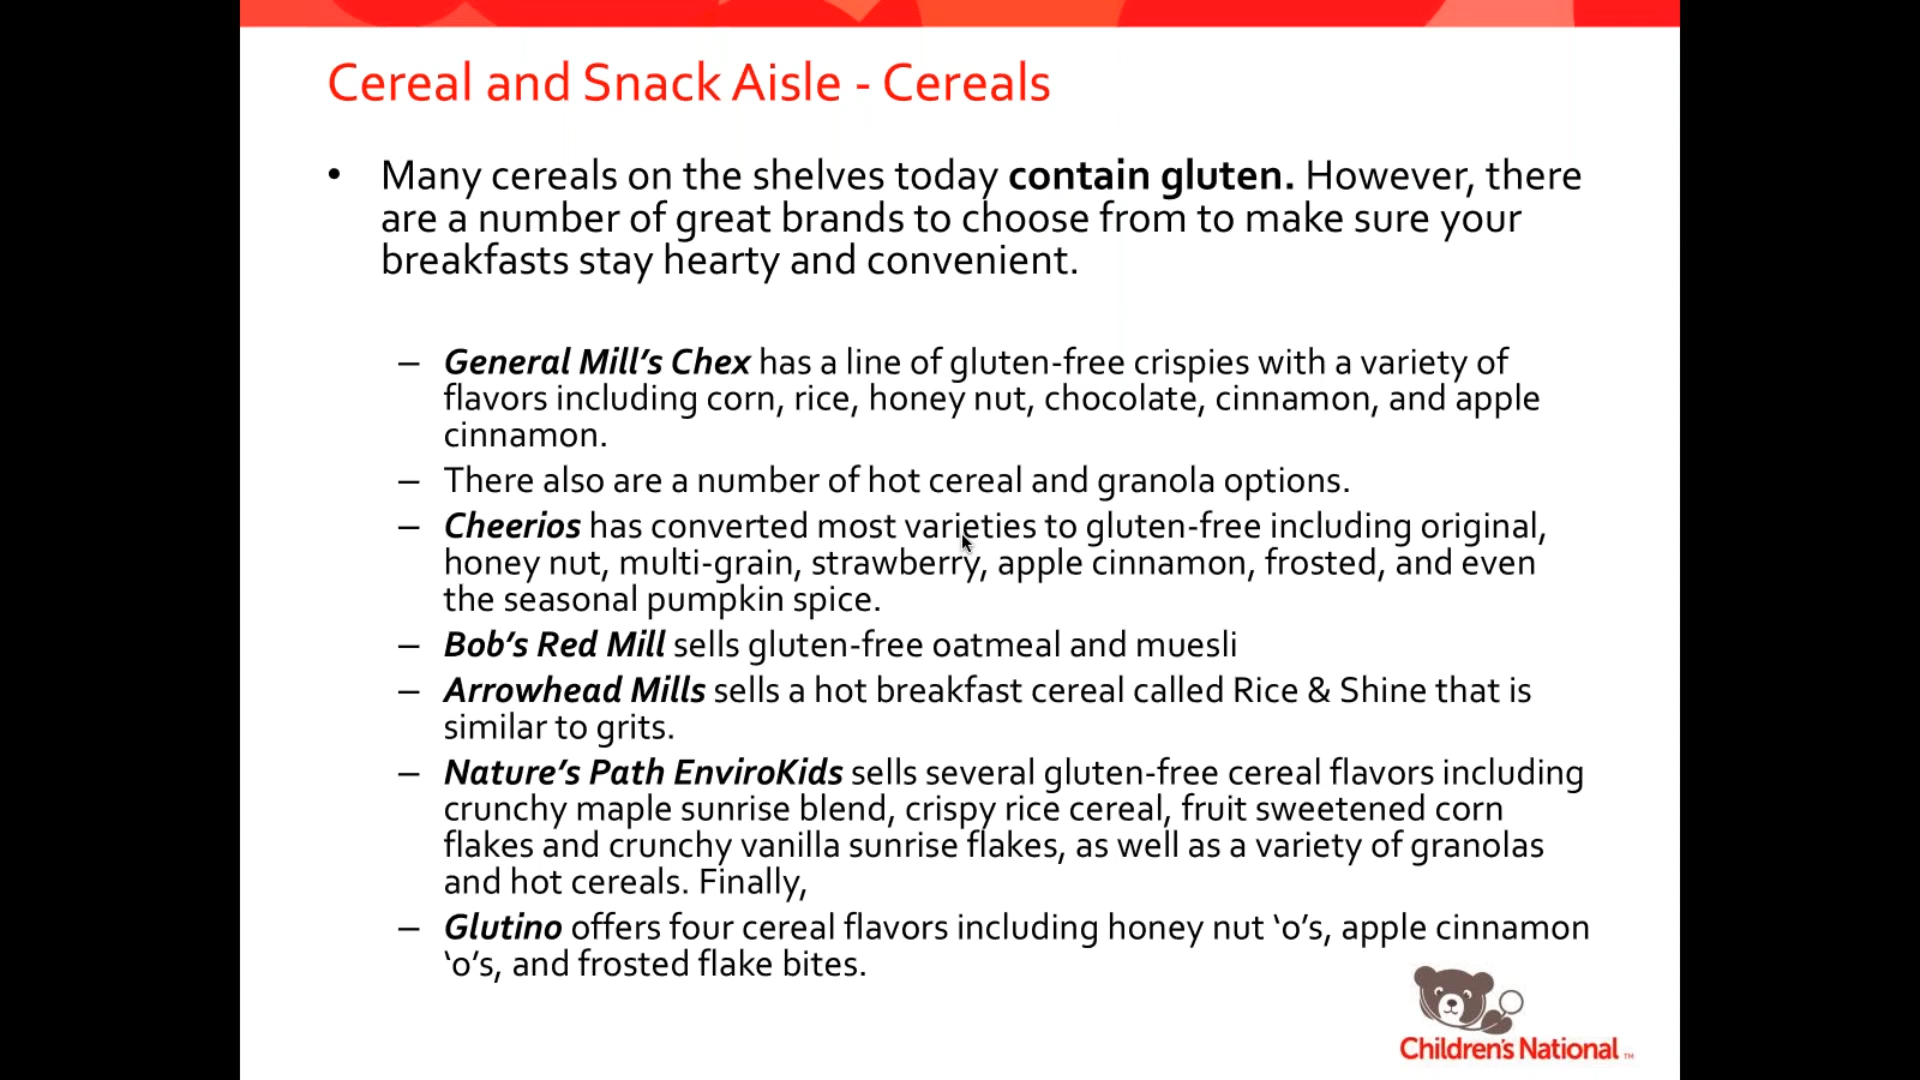 Cereal and Snack Aisle - Cereals
• Many cereals on the shelves today contain gluten. However, there
are a number of great brands to choose from to make sure your
breakfasts stay hearty and convenient.
– General Mill’s Chex has a line of gluten-free crispies with a variety of
flavors including corn, rice, honey nut, chocolate, cinnamon, and apple
cinnamon.
– There also are a number of hot cereal and granola options.
– Cheerios has converted most varieties to gluten-free including original,
honey nut, multi-grain, strawberry, apple cinnamon, frosted, and even
the seasonal pumpkin spice.
– Bob’s Red Mill sells gluten-free oatmeal and muesli
– Arrowhead Mills sells a hot breakfast cereal called Rice & Shine that is
similar to grits.
– Nature’s Path EnviroKids sells several gluten-free cereal flavors including
crunchy maple sunrise blend, crispy rice cereal, fruit sweetened corn
flakes and crunchy vanilla sunrise flakes, as well as a variety of granolas
and hot cereals. Finally,
– Glutino offers four cereal flavors including honey nut ‘o’s, apple cinnamon
‘o’s, and frosted flake bites.
Children's National ™